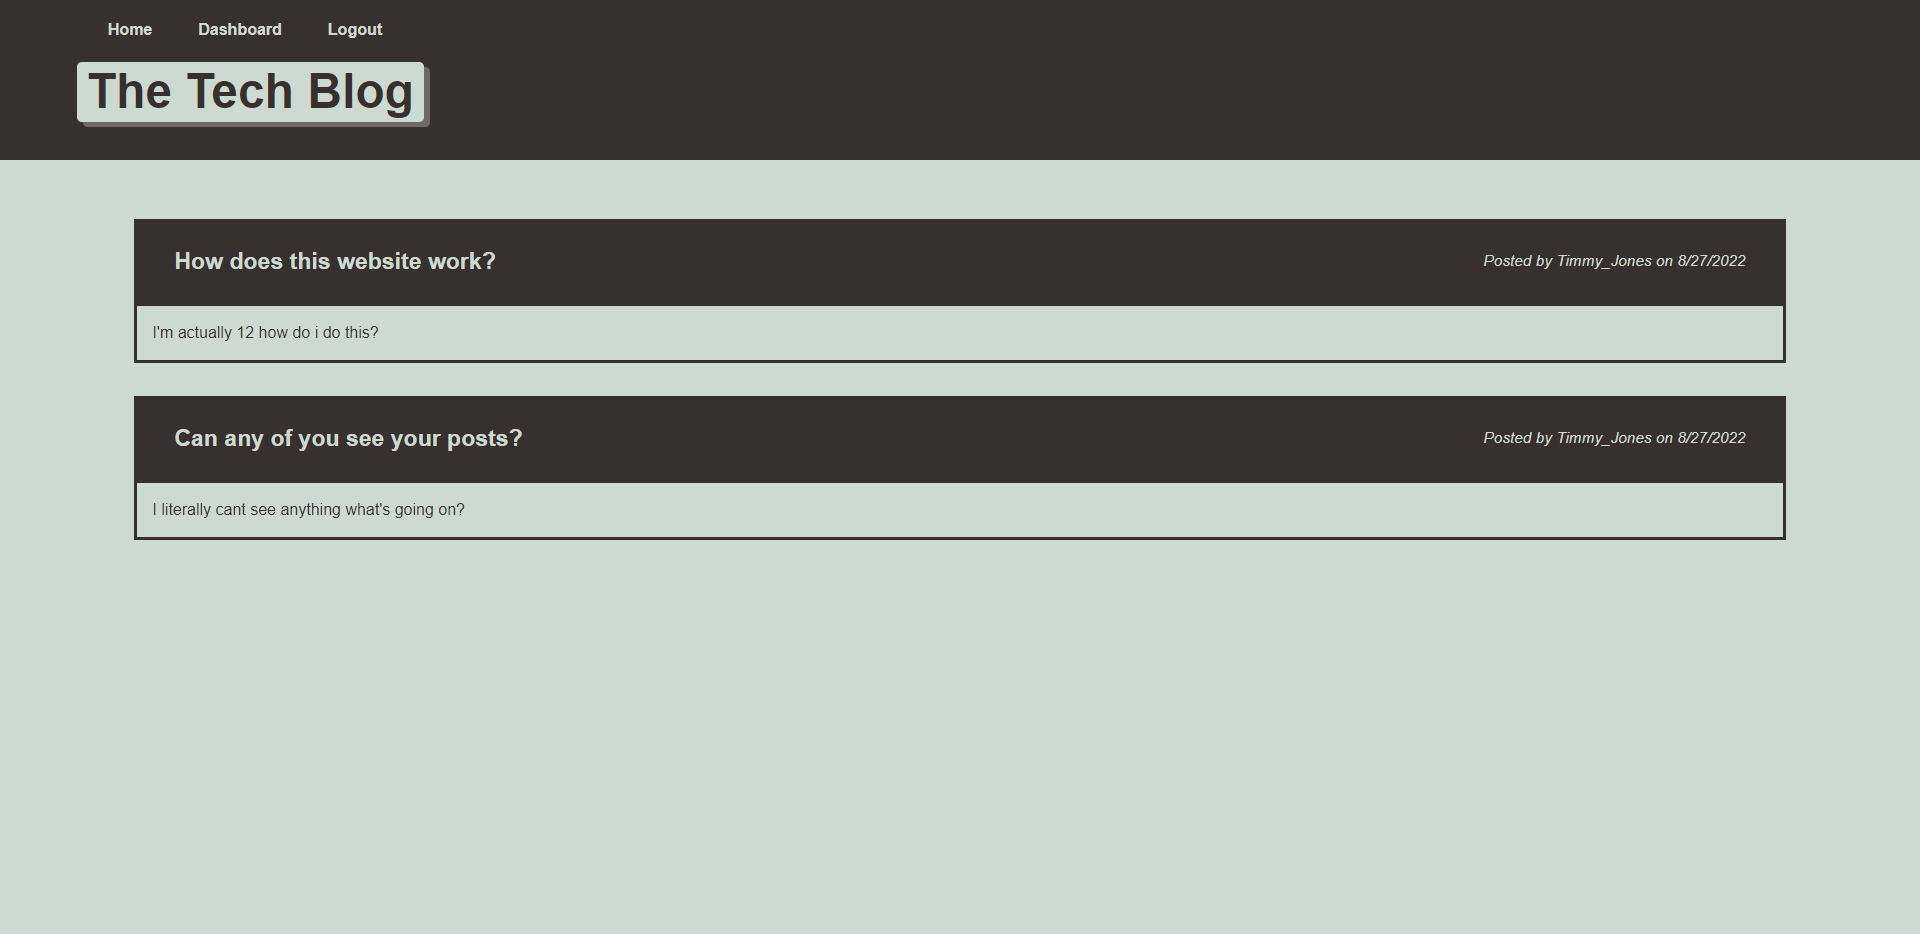 Home Dashboard Logout
The Tech Blog
How does this website work? Posted by Timmy_Jones on 8/27/2022
I'm actually 12 how do i do this?
Can any of you see your posts? Posted by Timmy_Jones on 8/27/2022
I literally cant see anything what's going on?